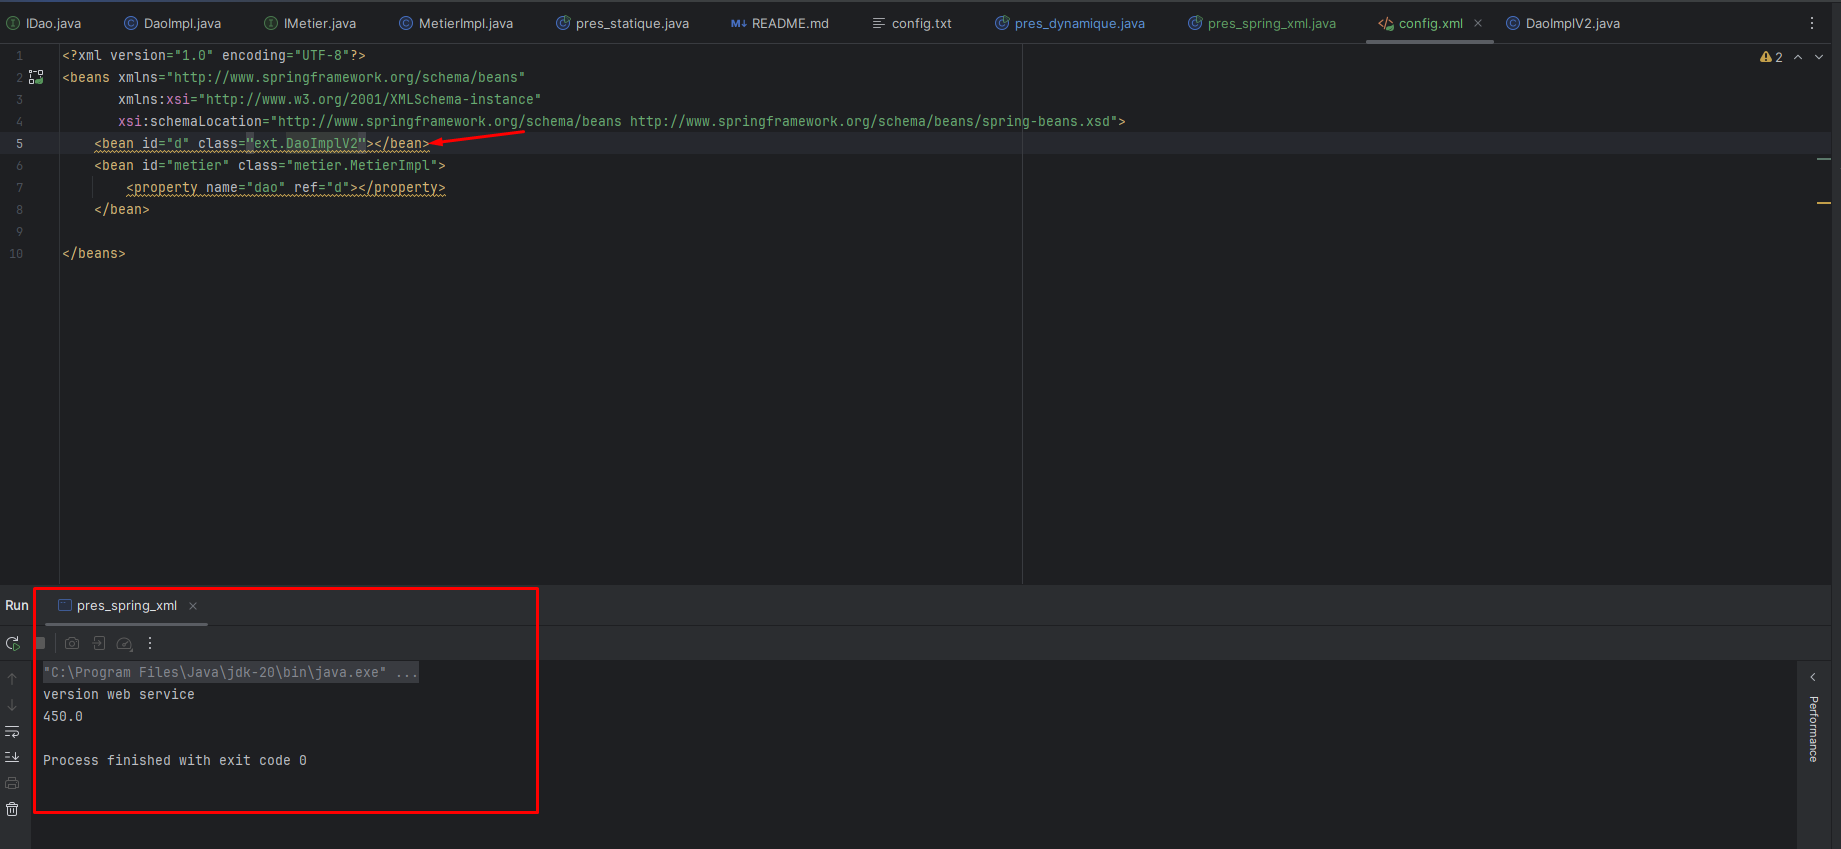 IDao.java DaoImpl.java IMetier.java MetierImpl.java pres_statique.java README.md config.txt pres_dynamique.java pres_spring_xml.java config.xml DaoImplV2.java
2
1 <?xml version="1.0" encoding="UTF-8"?>
2 <beans xmlns="http://www.springframework.org/schema/beans"
3 xmlns:xsi="http://www.w3.org/2001/XMLSchema-instance"
4 xsi:schemaLocation="http://www.springframework.org/schema/beans http://www.springframework.org/schema/beans/spring-beans.xsd">
5 <bean id="d" class="ext.DaoImplV2"></bean>
6 <bean id="metier" class="metier.MetierImpl">
7 <property name="dao" ref="d"></property>
8 </bean>
9
10 </beans>
Run pres_spring_xml
"C:\Program Files\Java\jdk-20\bin\java.exe" ...
version web service
450.0
Process finished with exit code 0
Performance